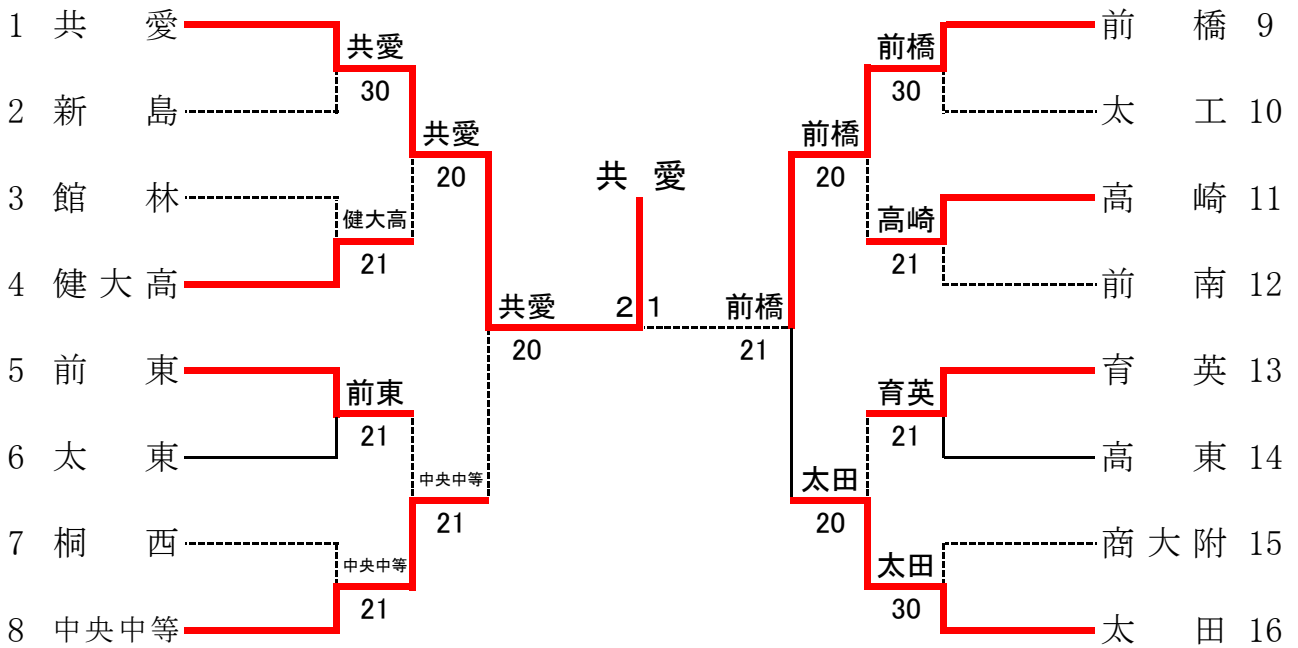 1 共 愛
共愛
30
2 新 島
共愛
20
3 館 林
健大高
21
4 健大高
共愛
20
5 前 東
前東
21
6 太 東
中央中等
21
7 桐 西
中央中等
21
8 中央中等
共 愛
2 1
前 橋 9
前橋
30
太 工 10
前橋
20
高 崎 11
高崎
21
前 南 12
前橋
21
育 英 13
育英
21
高 東 14
太田
20
商大附 15
太田
30
太 田 16